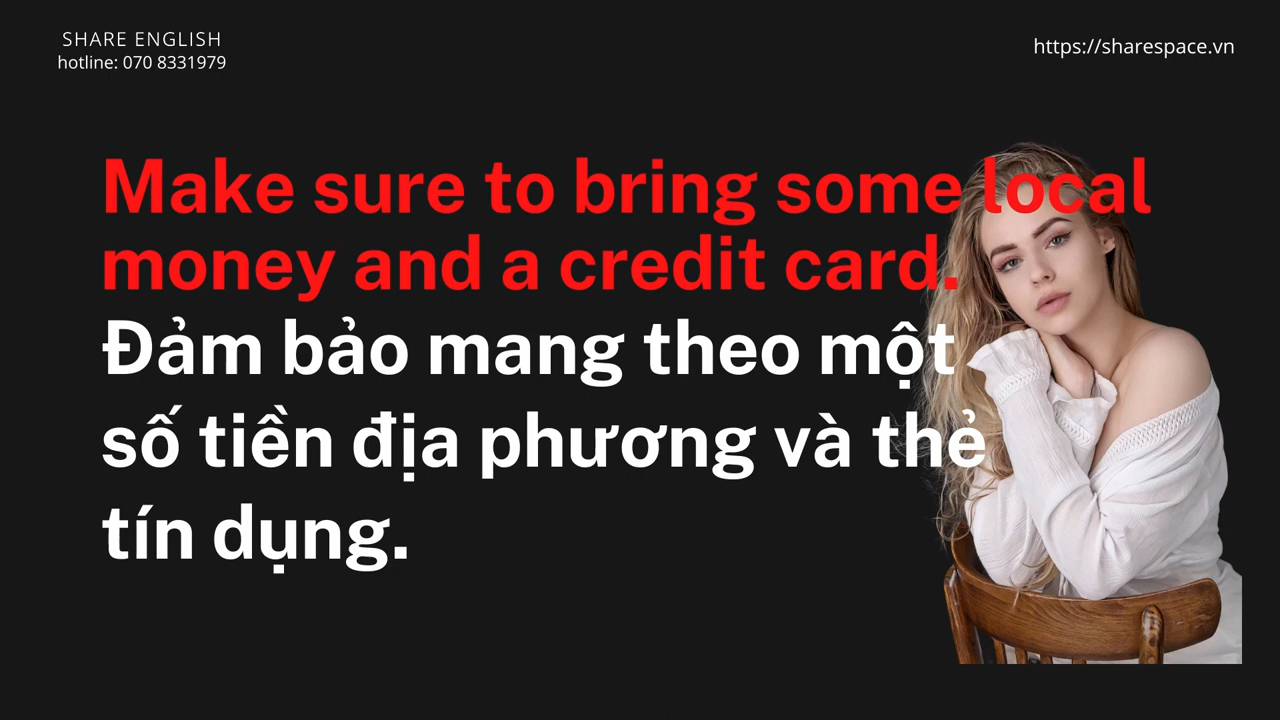 SHARE ENGLISH
hotline: 070 8331979
https://sharespace.vn
Make sure to bring some local
money and a credit card.
Đảm bảo mang theo một
số tiền địa phương và thẻ
tín dụng.